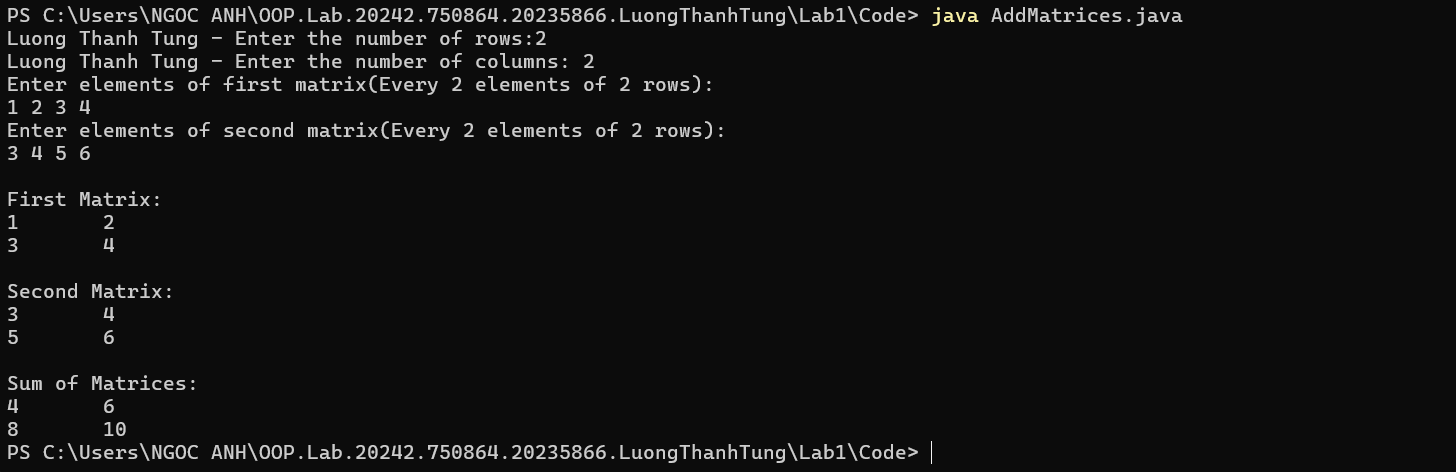 PS C:\Users\NGOC ANH\OOP.Lab.20242.750864.20235866.LuongThanhTung\Lab1\Code> java AddMatrices.java
Luong Thanh Tung - Enter the number of rows:2
Luong Thanh Tung - Enter the number of columns: 2
Enter elements of first matrix(Every 2 elements of 2 rows):
1 2 3 4
Enter elements of second matrix(Every 2 elements of 2 rows):
3 4 5 6

First Matrix:
1       2
3       4

Second Matrix:
3       4
5       6

Sum of Matrices:
4       6
8       10
PS C:\Users\NGOC ANH\OOP.Lab.20242.750864.20235866.LuongThanhTung\Lab1\Code>